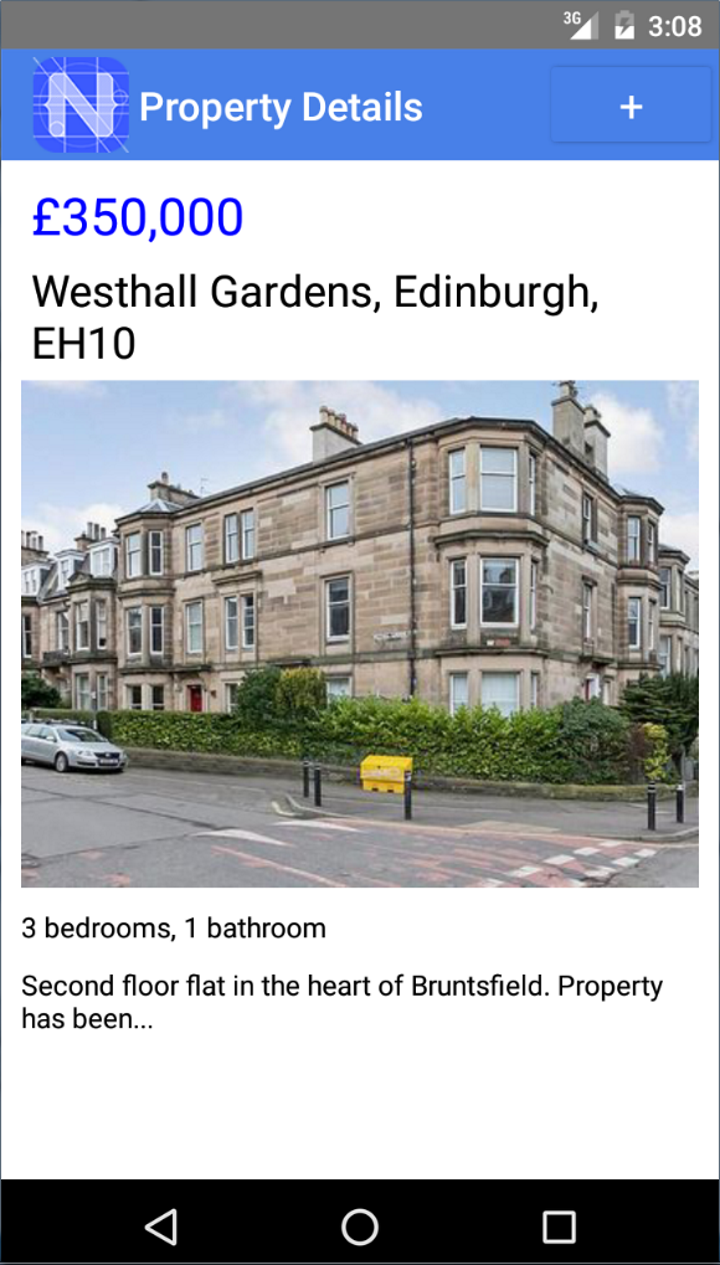 3G 3:08
N Property Details +
£350,000
Westhall Gardens, Edinburgh,
EH10
3 bedrooms, 1 bathroom
Second floor flat in the heart of Bruntsfield. Property
has been...